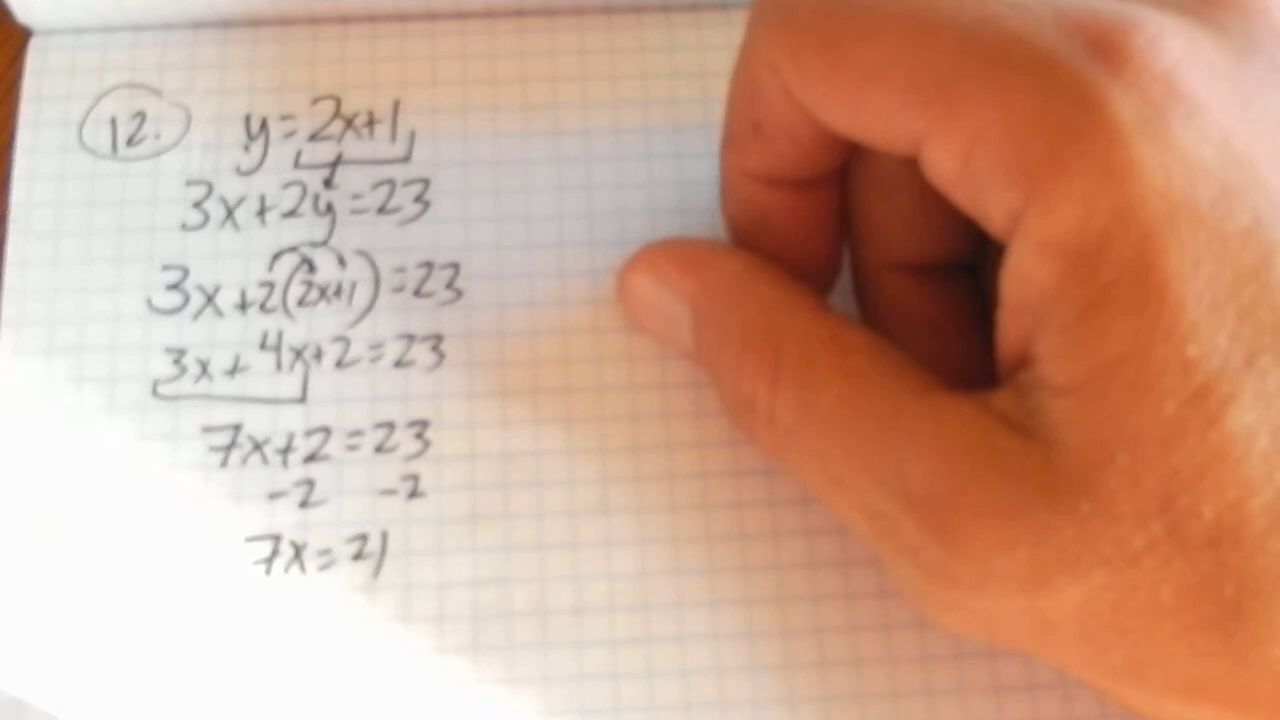 12. y=2x+1
3x+2y=23
3x+2(2x+1)=23
3x+4x+2=23
7x+2=23
-2 -2
7x=21